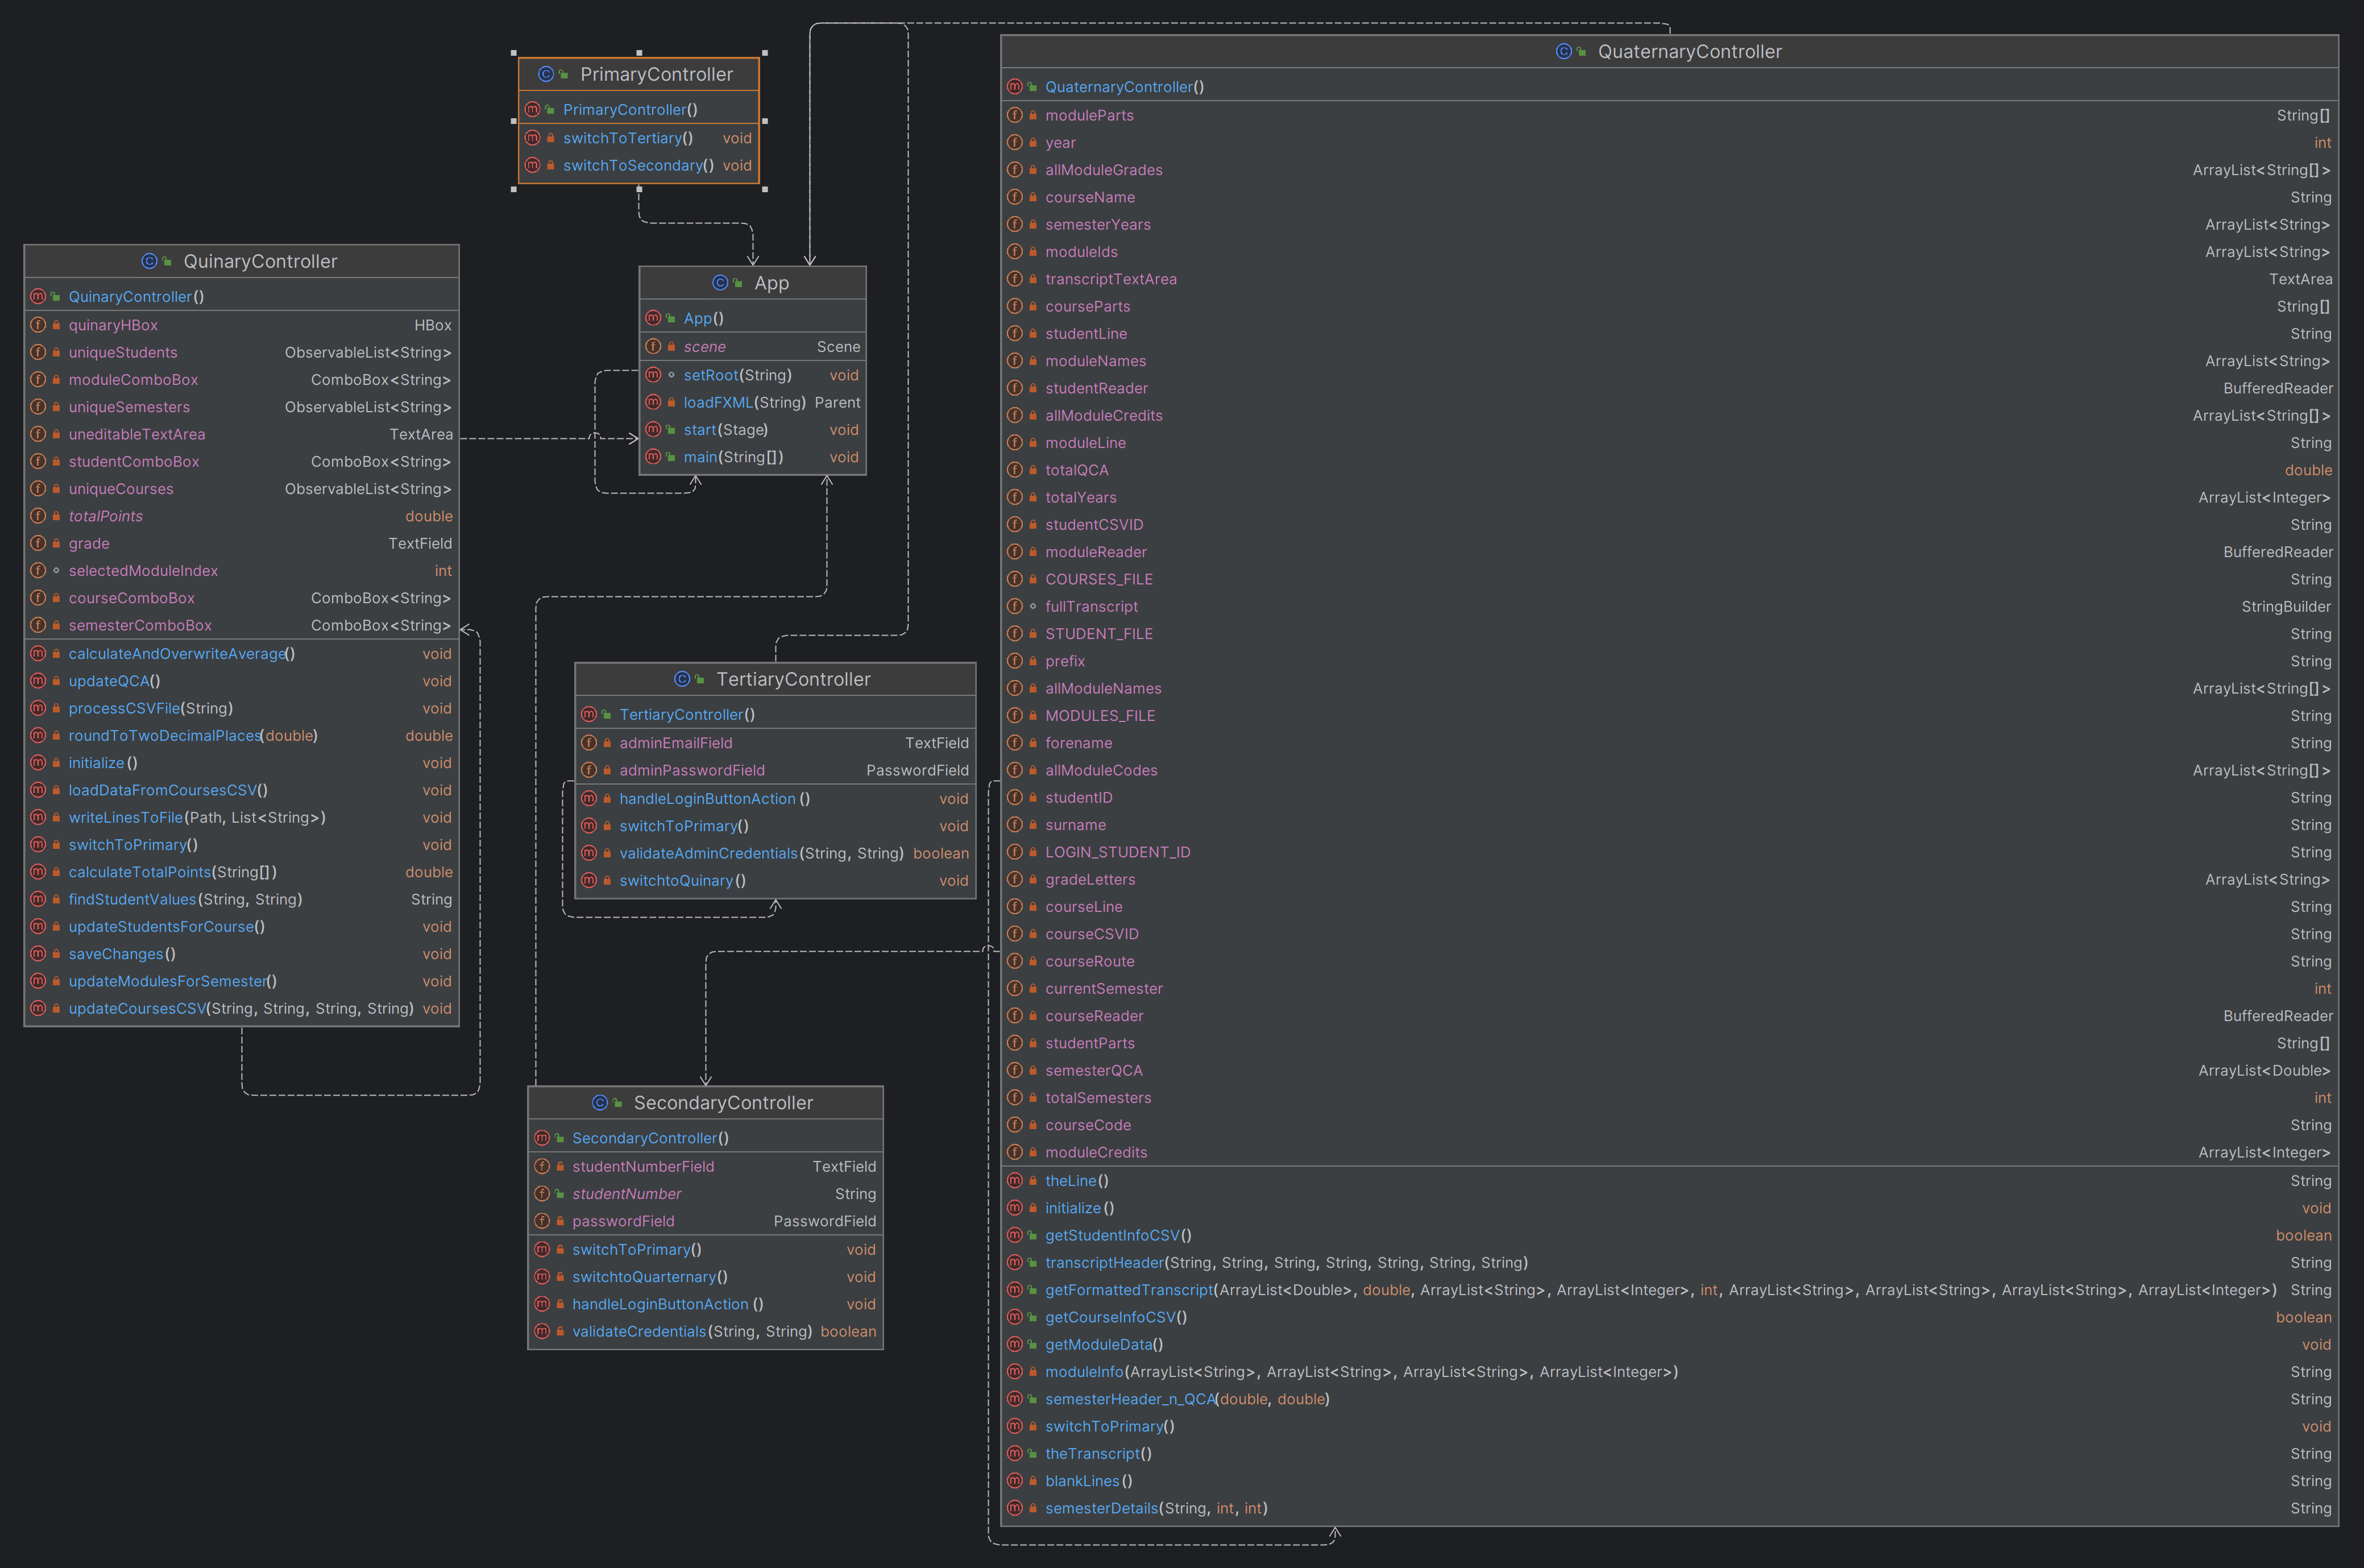 PrimaryController
PrimaryController()
switchToTertiary() void
switchToSecondary() void
QuinaryController
QuinaryController()
quinaryHBox HBox
uniqueStudents ObservableList<String>
moduleComboBox ComboBox<String>
uniqueSemesters ObservableList<String>
uneditableTextArea TextArea
studentComboBox ComboBox<String>
uniqueCourses ObservableList<String>
totalPoints double
grade TextField
selectedModuleIndex int
courseComboBox ComboBox<String>
semesterComboBox ComboBox<String>
calculateAndOverwriteAverage() void
updateQCA() void
processCSVFile(String) void
roundToTwoDecimalPlaces(double) double
initialize() void
loadDataFromCoursesCSV() void
writeLinesToFile(Path, List<String>) void
switchToPrimary() void
calculateTotalPoints(String[]) double
findStudentValues(String, String) String
updateStudentsForCourse() void
saveChanges() void
updateModulesForSemester() void
updateCoursesCSV(String, String, String, String) void
App
App()
scene Scene
setRoot(String) void
loadFXML(String) Parent
start(Stage) void
main(String[]) void
TertiaryController
TertiaryController()
adminEmailField TextField
adminPasswordField PasswordField
handleLoginButtonAction() void
switchToPrimary() void
validateAdminCredentials(String, String) boolean
switchtoQuinary() void
SecondaryController
SecondaryController()
studentNumberField TextField
studentNumber String
passwordField PasswordField
switchToPrimary() void
switchtoQuarternary() void
handleLoginButtonAction() void
validateCredentials(String, String) boolean
QuaternaryController
QuaternaryController()
moduleParts String[]
year int
allModuleGrades ArrayList<String[]>
courseName String
semesterYears ArrayList<String>
moduleIds ArrayList<String>
transcriptTextArea TextArea
courseParts String[]
studentLine String
moduleNames ArrayList<String>
studentReader BufferedReader
allModuleCredits ArrayList<String[]>
moduleLine String
totalQCA double
totalYears ArrayList<Integer>
studentCSVID String
moduleReader BufferedReader
COURSES_FILE String
fullTranscript StringBuilder
STUDENT_FILE String
prefix String
allModuleNames ArrayList<String[]>
MODULES_FILE String
forename String
allModuleCodes ArrayList<String[]>
studentID String
surname String
LOGIN_STUDENT_ID String
gradeLetters ArrayList<String>
courseLine String
courseCSVID String
courseRoute String
currentSemester int
courseReader BufferedReader
studentParts String[]
semesterQCA ArrayList<Double>
totalSemesters int
courseCode String
moduleCredits ArrayList<Integer>
theLine() String
initialize() void
getStudentInfoCSV() boolean
transcriptHeader(String, String, String, String, String, String, String) String
getFormattedTranscript(ArrayList<Double>, double, ArrayList<String>, ArrayList<Integer>, int, ArrayList<String>, ArrayList<String>, ArrayList<String>, ArrayList<Integer>) String
getCourseInfoCSV() boolean
getModuleData() void
moduleInfo(ArrayList<String>, ArrayList<String>, ArrayList<String>, ArrayList<Integer>) String
semesterHeader_n_QCA(double, double) String
switchToPrimary() void
theTranscript() String
blankLines() String
semesterDetails(String, int, int) String